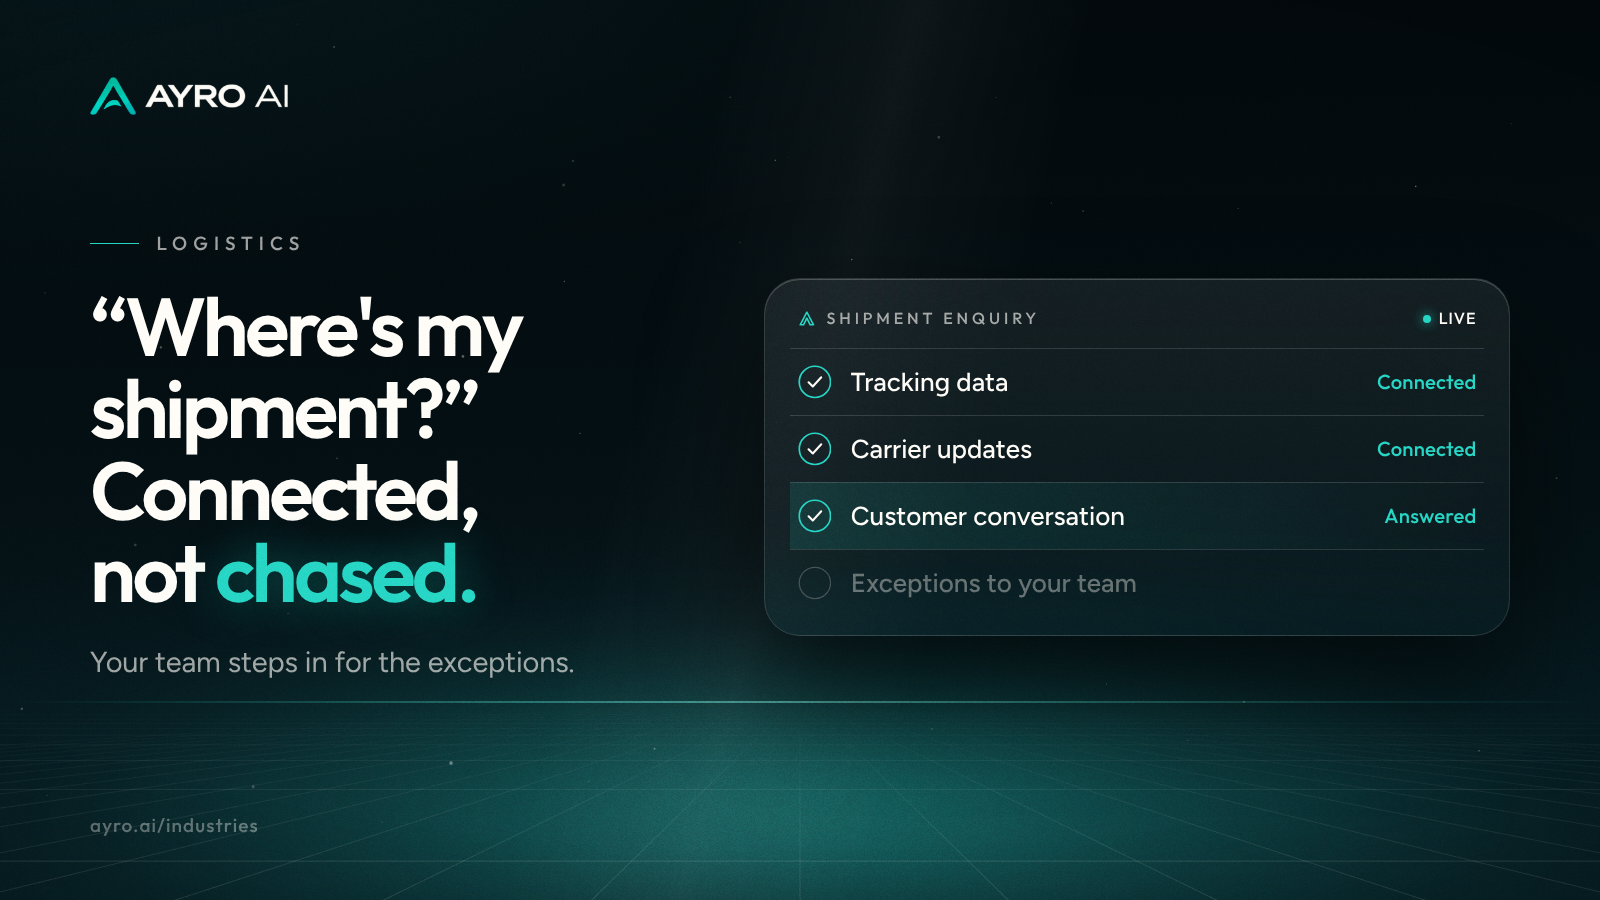 AYRO AI
LOGISTICS
“Where's my
shipment?”
Connected,
not chased.
Your team steps in for the exceptions.
SHIPMENT ENQUIRY
LIVE
Tracking data
Connected
Carrier updates
Connected
Customer conversation
Answered
Exceptions to your team
ayro.ai/industries